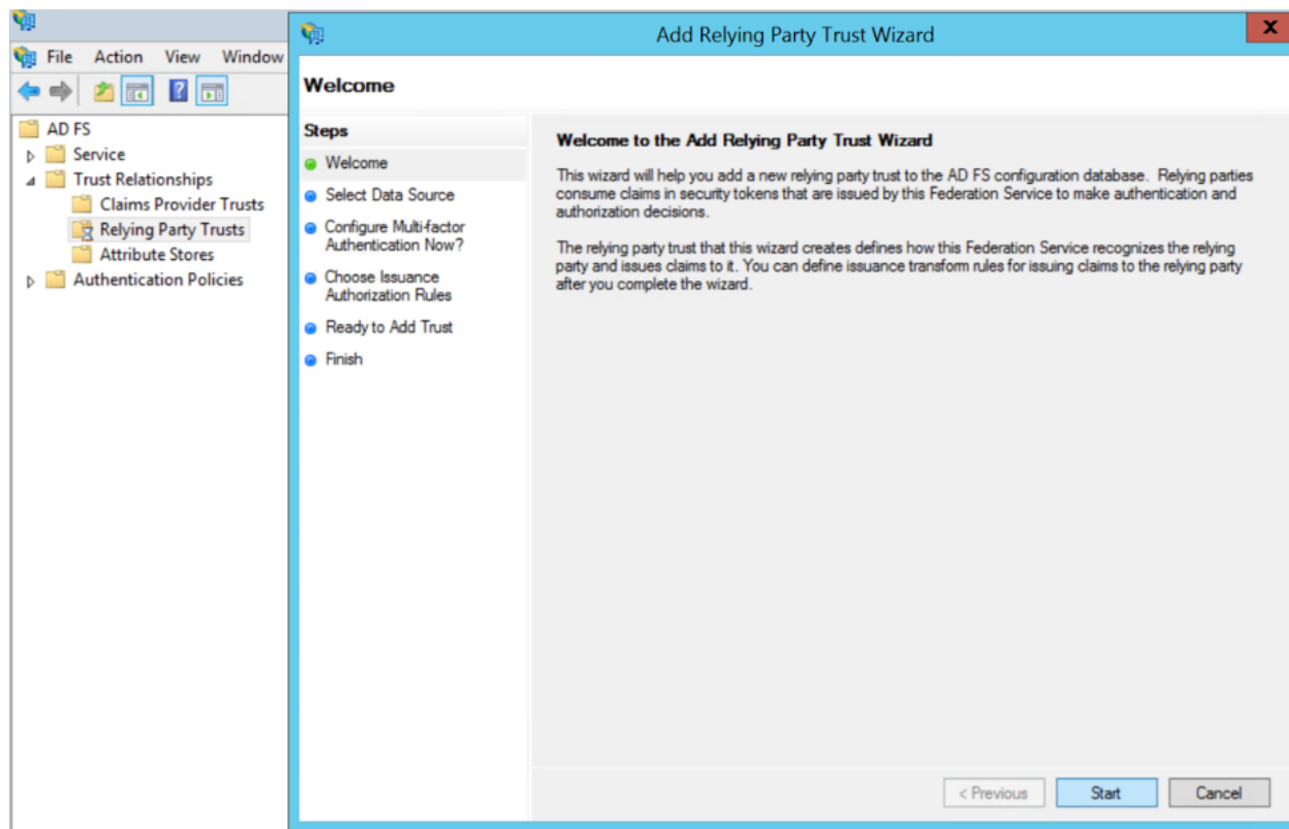 Add Relying Party Trust Wizard
X
File Action View Window
Welcome
AD FS
Service
Trust Relationships
Claims Provider Trusts
Relying Party Trusts
Attribute Stores
Authentication Policies
Steps
Welcome
Select Data Source
Configure Multi-factor
Authentication Now?
Choose Issuance
Authorization Rules
Ready to Add Trust
Finish
Welcome to the Add Relying Party Trust Wizard
This wizard will help you add a new relying party trust to the AD FS configuration database. Relying parties
consume claims in security tokens that are issued by this Federation Service to make authentication and
authorization decisions.
The relying party trust that this wizard creates defines how this Federation Service recognizes the relying
party and issues claims to it. You can define issuance transform rules for issuing claims to the relying party
after you complete the wizard.
< Previous
Start
Cancel